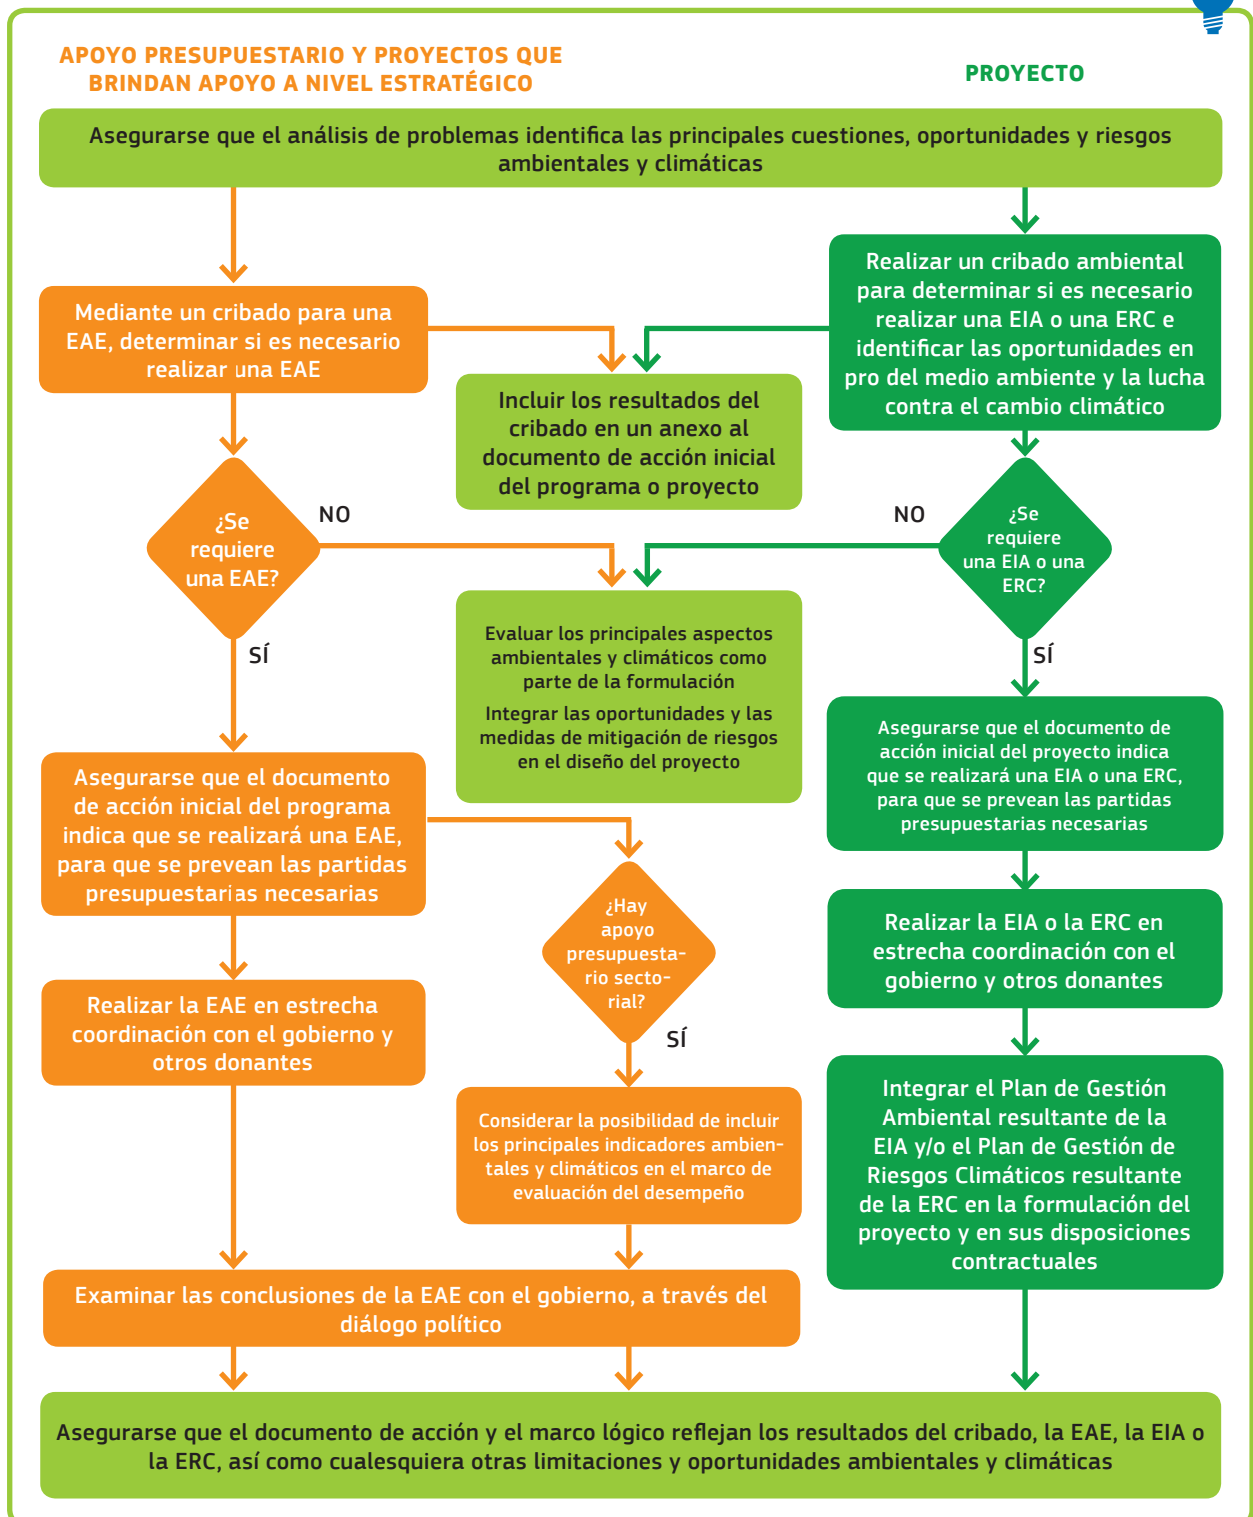 APOYO PRESUPUESTARIO Y PROYECTOS QUE
BRINDAN APOYO A NIVEL ESTRATÉGICO
PROYECTO
Asegurarse que el análisis de problemas identifica las principales cuestiones, oportunidades y riesgos
ambientales y climáticas
Mediante un cribado para una
EAE, determinar si es necesario
realizar una EAE
Realizar un cribado ambiental
para determinar si es necesario
realizar una EIA o una ERC e
identificar las oportunidades en
pro del medio ambiente y la lucha
contra el cambio climático
Incluir los resultados del
cribado en un anexo al
documento de acción inicial
del programa o proyecto
¿Se
requiere
una EAE?
NO
SÍ
NO
¿Se
requiere
una EIA o una
ERC?
SÍ
Evaluar los principales aspectos
ambientales y climáticos como
parte de la formulación
Integrar las oportunidades y las
medidas de mitigación de riesgos
en el diseño del proyecto
Asegurarse que el documento
de acción inicial del programa
indica que se realizará una EAE,
para que se prevean las partidas
presupuestarias necesarias
Asegurarse que el documento de
acción inicial del proyecto indica
que se realizará una EIA o una ERC,
para que se prevean las partidas
presupuestarias necesarias
¿Hay
apoyo
presupuesta-
rio secto-
rial?
SÍ
Realizar la EAE en estrecha
coordinación con el gobierno y
otros donantes
Realizar la EIA o la ERC en
estrecha coordinación con el
gobierno y otros donantes
Considerar la posibilidad de incluir
los principales indicadores ambien-
tales y climáticos en el marco de
evaluación del desempeño
Integrar el Plan de Gestión
Ambiental resultante de la
EIA y/o el Plan de Gestión de
Riesgos Climáticos resultante
de la ERC en la formulación del
proyecto y en sus disposiciones
contractuales
Examinar las conclusiones de la EAE con el gobierno, a través del
diálogo político
Asegurarse que el documento de acción y el marco lógico reflejan los resultados del cribado, la EAE, la EIA o
la ERC, así como cualesquiera otras limitaciones y oportunidades ambientales y climáticas